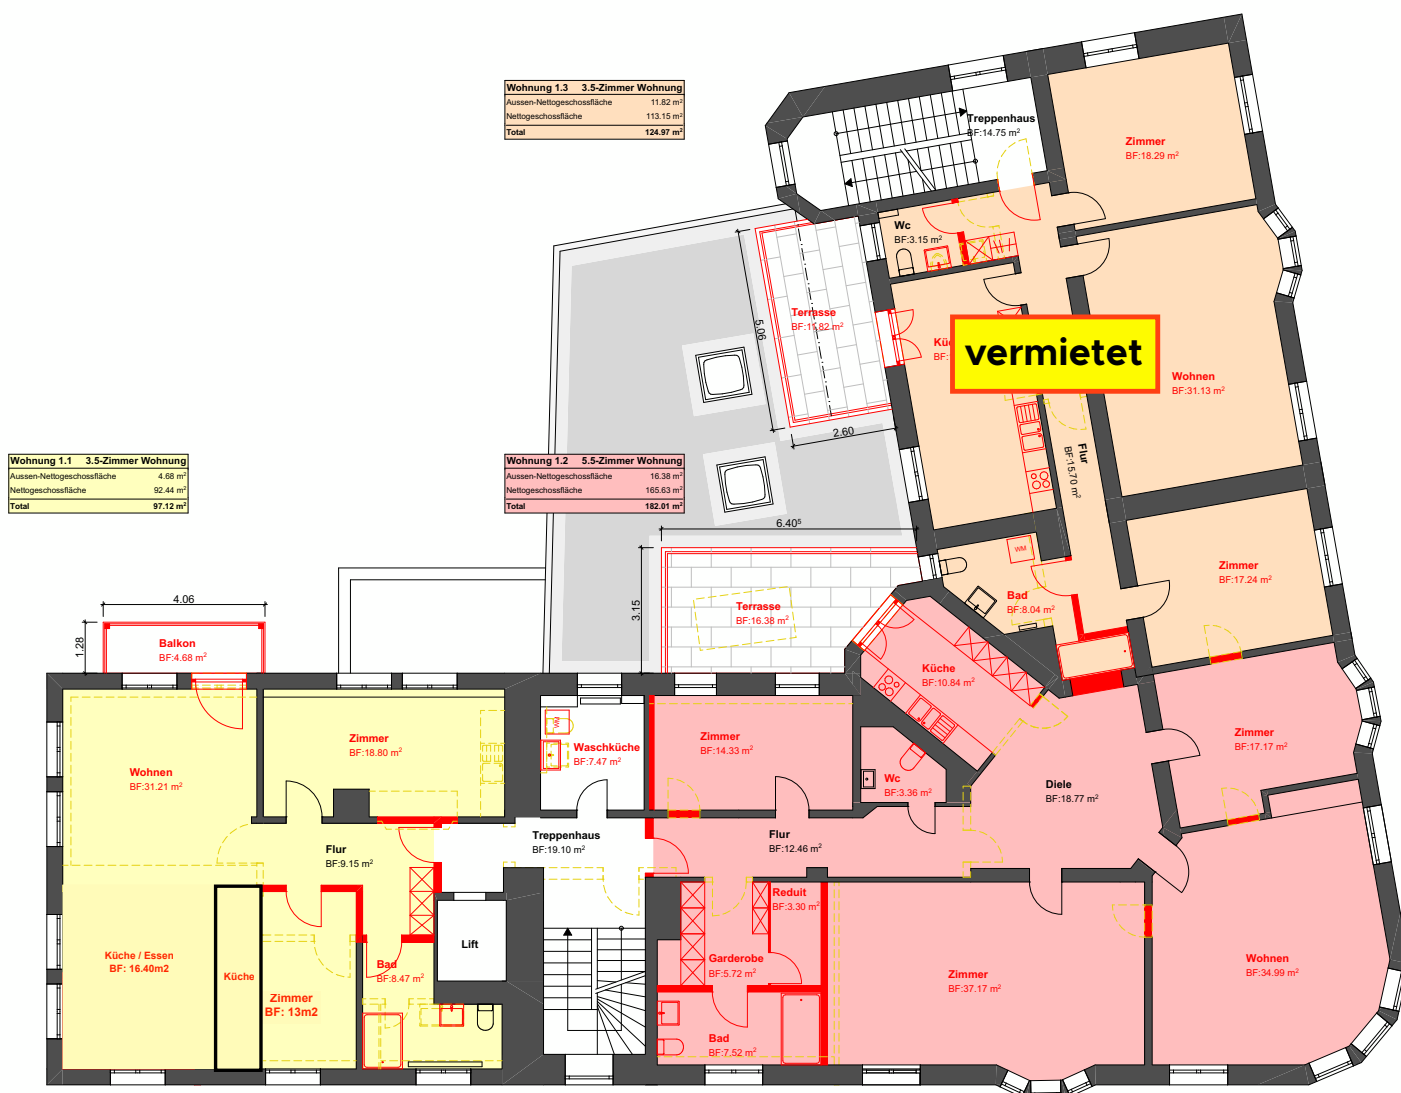 Wohnung 1.3 3.5-Zimmer Wohnung
Aussen-Nettogeschossfläche 11.82 m²
Nettogeschossfläche 113.15 m²
Total 124.97 m²
Treppenhaus
BF:14.75 m²
Zimmer
BF:18.29 m²
Wc
BF:3.15 m²
Terrasse
BF:11.82 m²
5.06
2.60
vermietet
Wohnen
BF:31.13 m²
Flur
BF:15.70 m²
Wohnung 1.1 3.5-Zimmer Wohnung
Aussen-Nettogeschossfläche 4.68 m²
Nettogeschossfläche 92.44 m²
Total 97.12 m²
Wohnung 1.2 5.5-Zimmer Wohnung
Aussen-Nettogeschossfläche 16.38 m²
Nettogeschossfläche 165.63 m²
Total 182.01 m²
6.40⁵
3.15
WM
Zimmer
BF:17.24 m²
Bad
BF:8.04 m²
Terrasse
BF:16.38 m²
4.06
1.28
Balkon
BF:4.68 m²
Küche
BF:10.84 m²
Zimmer
BF:18.80 m²
WM
Waschküche
BF:7.47 m²
Zimmer
BF:14.33 m²
Zimmer
BF:17.17 m²
Wohnen
BF:31.21 m²
Wc
BF:3.36 m²
Diele
BF:18.77 m²
Flur
BF:9.15 m²
Treppenhaus
BF:19.10 m²
Flur
BF:12.46 m²
Reduit
BF:3.30 m²
Lift
Küche / Essen
BF: 16.40m2
Küche
Bad
BF:8.47 m²
Garderobe
BF:5.72 m²
Zimmer
BF:37.17 m²
Wohnen
BF:34.99 m²
Zimmer
BF: 13m2
Bad
BF:7.52 m²